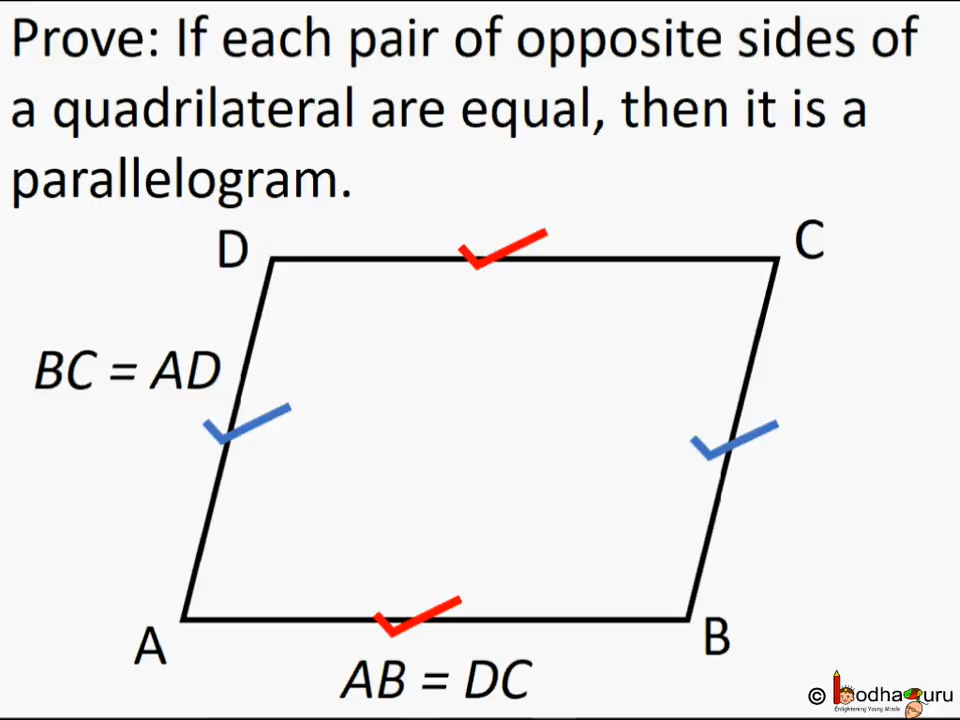 Prove: If each pair of opposite sides of
a quadrilateral are equal, then it is a
parallelogram.
D
C
BC = AD
A
B
AB = DC
© BodhaGuru
Enlightening Young Minds